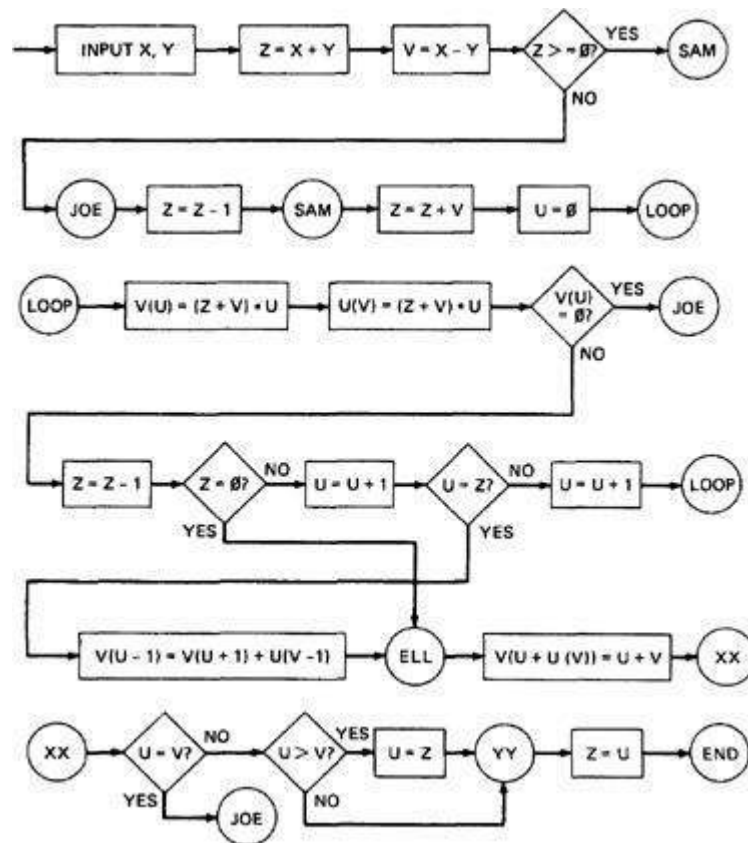 INPUT X, Y
Z = X + Y
V = X - Y
Z > = Ø?
YES
SAM
NO
JOE
Z = Z - 1
SAM
Z = Z + V
U = Ø
LOOP
LOOP
V(U) = (Z + V) * U
U(V) = (Z + V) * U
V(U)
= Ø?
YES
JOE
NO
Z = Z - 1
Z = Ø?
NO
U = U + 1
U = Z?
NO
U = U + 1
LOOP
YES
YES
V(U - 1) = V(U + 1) + U(V - 1)
ELL
V(U + U (V)) = U + V
XX
XX
U = V?
NO
U > V?
YES
U = Z
YY
Z = U
END
YES
JOE
NO